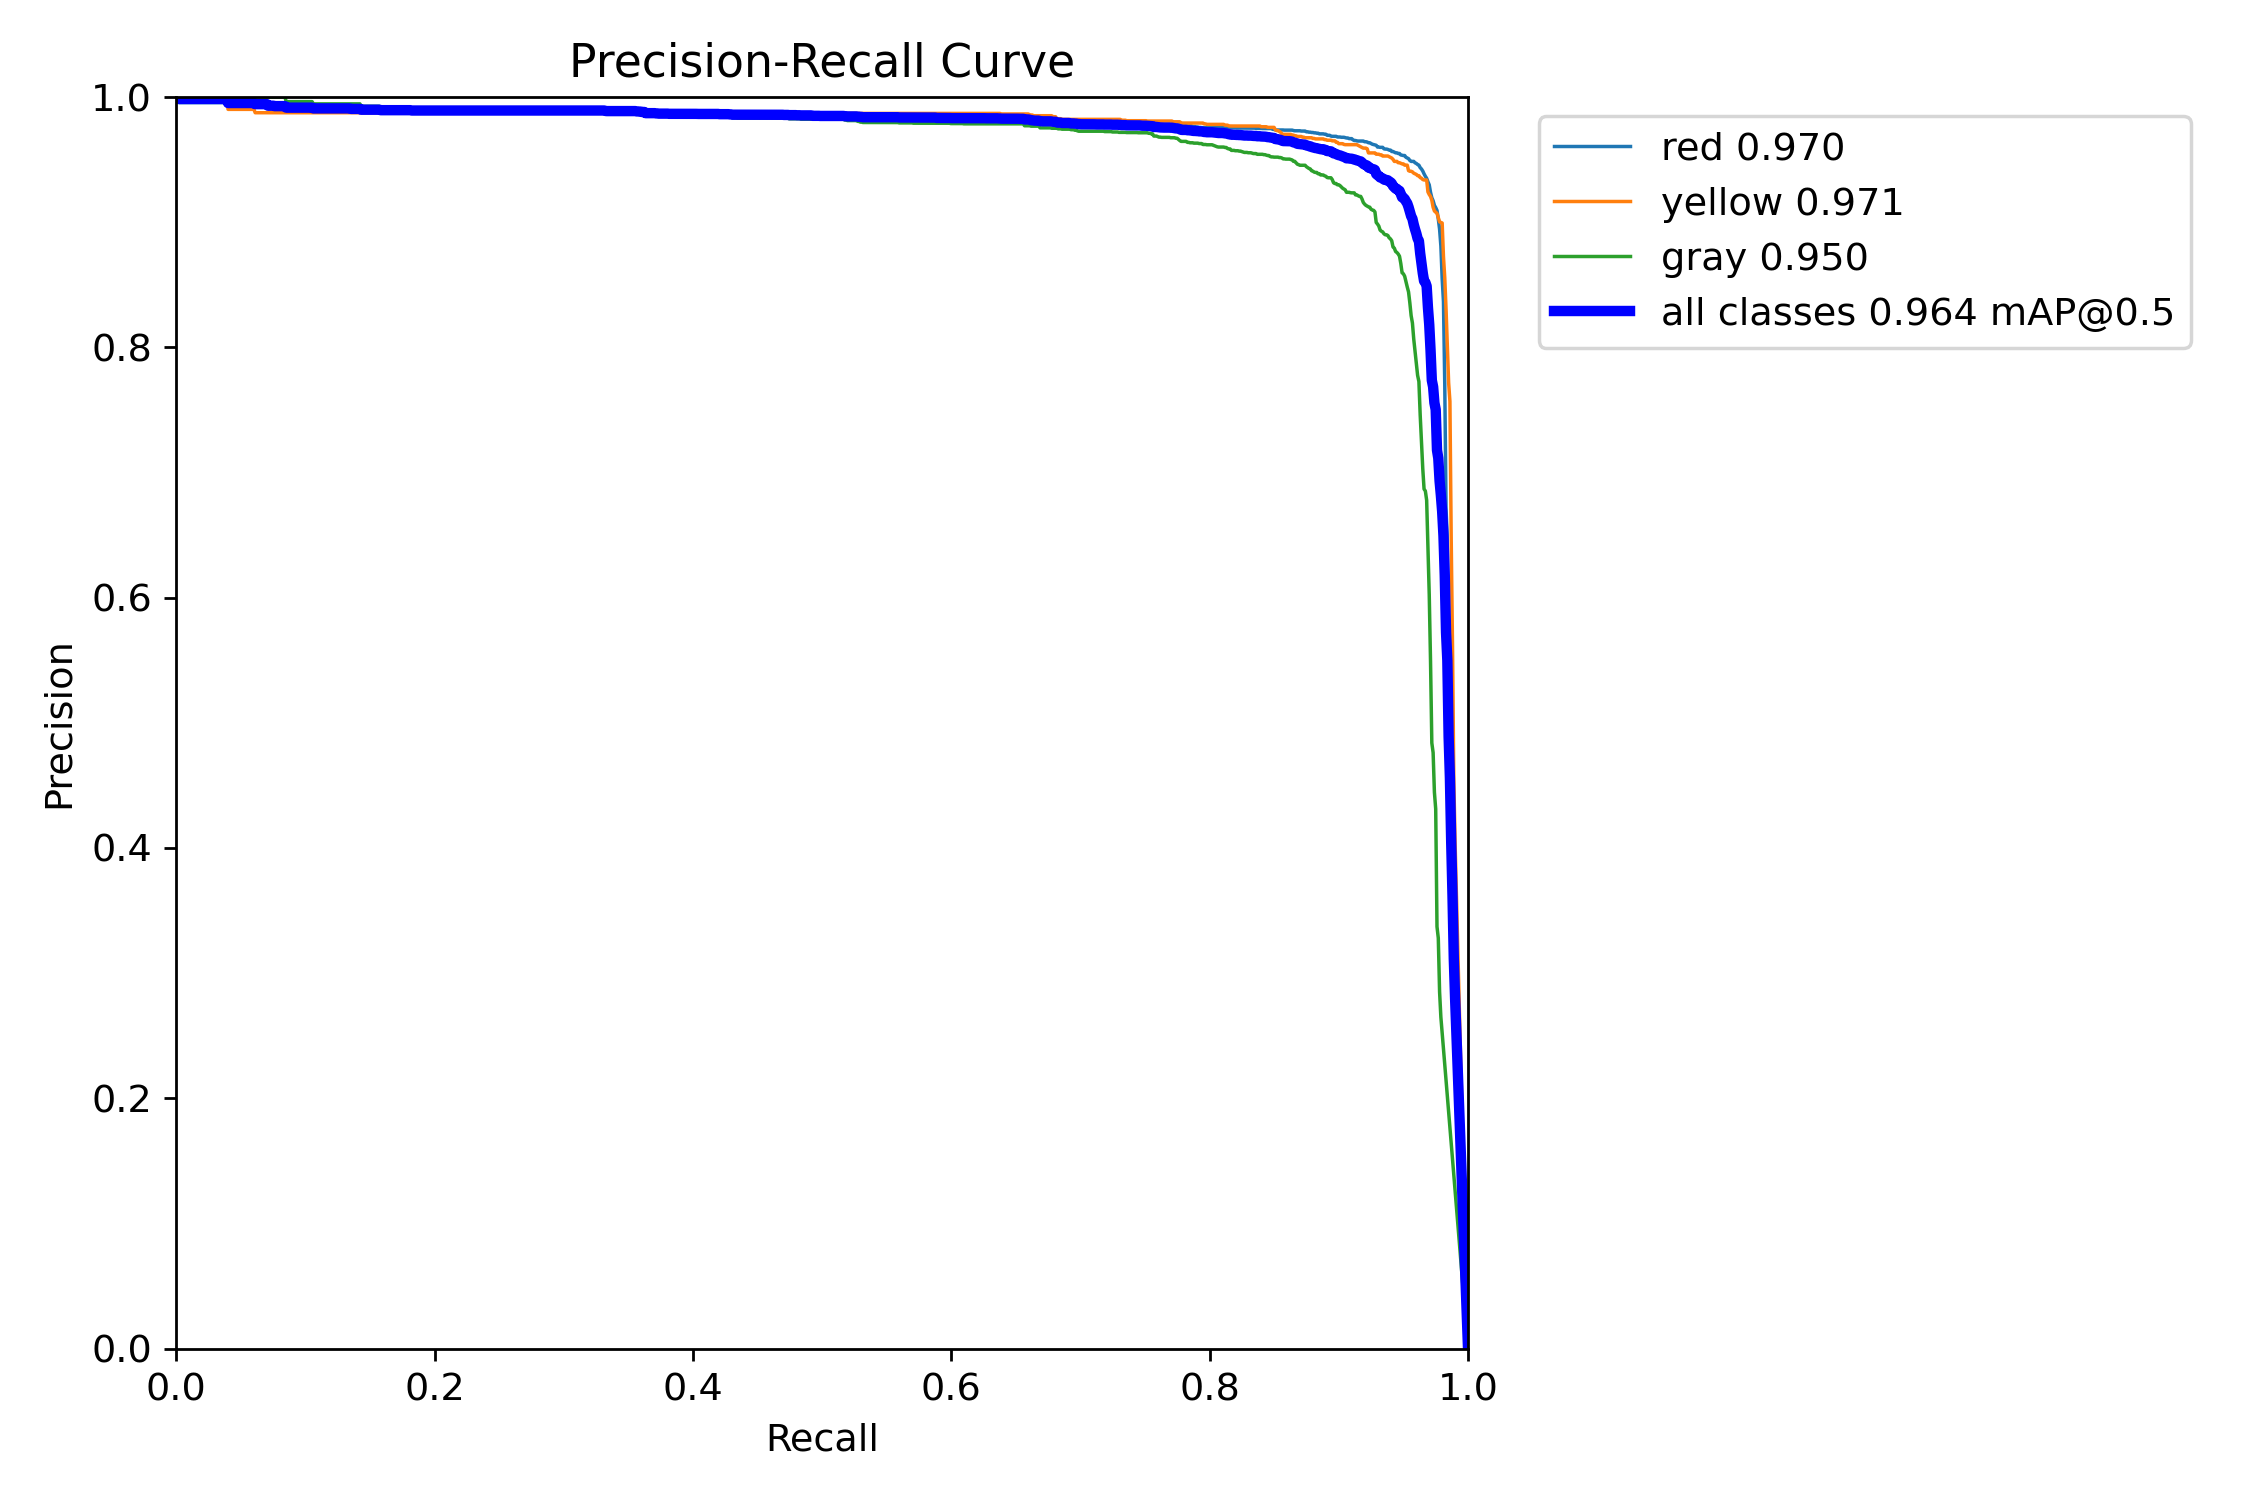 Precision-Recall Curve
1.0
0.8
0.6
0.4
0.2
0.0
Precision
0.0 0.2 0.4 0.6 0.8 1.0
Recall
red 0.970
yellow 0.971
gray 0.950
all classes 0.964 mAP@0.5